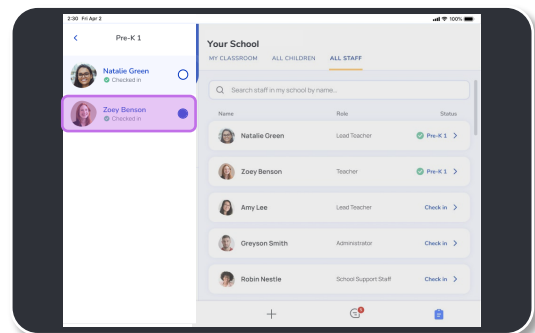 2:30 Fri Apr 2
100%
Pre-K 1
Natalie Green
Checked in
Zoey Benson
Checked in
Your School
MY CLASSROOM ALL CHILDREN ALL STAFF
Search staff in my school by name...
Name Role Status
Natalie Green Lead Teacher Pre-K 1
Zoey Benson Teacher Pre-K 1
Amy Lee Lead Teacher Check in
Greyson Smith Administrator Check in
Robin Nestle School Support Staff Check in